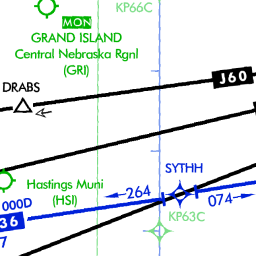 KP66C
MON
GRAND ISLAND
Central Nebraska Rgnl
(GRI)
J60
DRABS
SYTHH
Hastings Muni
(HSI)
264
074
000D
36
KP63C
7